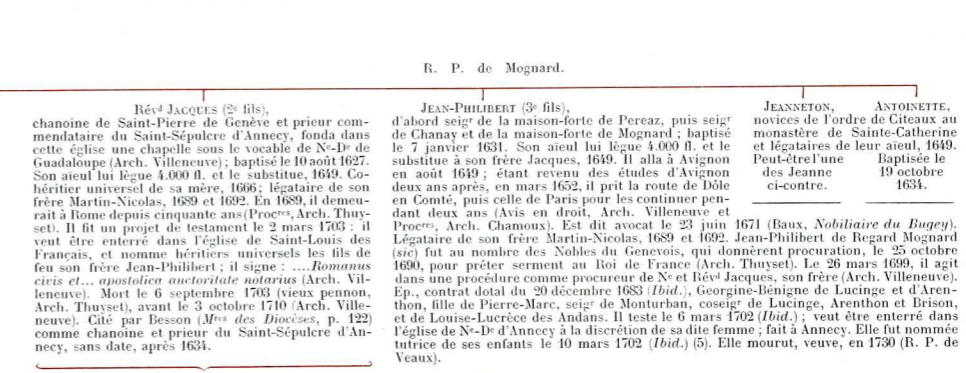 R. P. de Mognard.
Révd JACQUES (2e fils),
chanoine de Saint-Pierre de Genève et prieur com-
mendataire du Saint-Sépulcre d'Annecy, fonda dans
cette église une chapelle sous le vocable de Ne-De de
Guadaloupe (Arch. Villeneuve) ; baptisé le 10 août 1627.
Son aïeul lui lègue 4.000 fl. et le substitue, 1649. Co-
héritier universel de sa mère, 1666; légataire de son
frère Martin-Nicolas, 1689 et 1692. En 1689, il demeu-
rait à Rome depuis cinquante ans (Procres, Arch. Thuy-
set). Il fit un projet de testament le 2 mars 1703 : il
veut être enterré dans l'église de Saint-Louis des
Français, et nomme héritiers universels les fils de
feu son frère Jean-Philibert ; il signe : ....Romanus
civis et... apostolica auctoritate notarius (Arch. Vil-
leneuve). Mort le 6 septembre 1703 (vieux pennon,
Arch. Thuyset), avant le 3 octobre 1710 (Arch. Ville-
neuve). Cité par Besson (Mres des Diocèses, p. 122)
comme chanoine et prieur du Saint-Sépulcre d'An-
necy, sans date, après 1634.
JEAN-PHILIBERT (3e fils),
d'abord seigr de la maison-forte de Pereaz, puis seigr
de Chanay et de la maison-forte de Mognard ; baptisé
le 7 janvier 1631. Son aïeul lui lègue 4.000 fl. et le
substitue à son frère Jacques, 1649. Il alla à Avignon
en août 1649 ; étant revenu des études d'Avignon
deux ans après, en mars 1652, il prit la route de Dôle
en Comté, puis celle de Paris pour les continuer pen-
dant deux ans (Avis en droit, Arch. Villeneuve et
Procres, Arch. Chamoux). Est dit avocat le 23 juin 1671 (Baux, Nobiliaire du Bugey).
Légataire de son frère Martin-Nicolas, 1689 et 1692. Jean-Philibert de Regard Mognard
(sic) fut au nombre des Nobles du Genevois, qui donnèrent procuration, le 25 octobre
1690, pour prêter serment au Roi de France (Arch. Thuyset). Le 26 mars 1699, il agit
dans une procédure comme procureur de Ne et Révd Jacques, son frère (Arch. Villeneuve).
Ep., contrat dotal du 20 décembre 1683 (Ibid.), Georgine-Bénigne de Lucinge et d'Aren-
thon, fille de Pierre-Marc, seigr de Monturban, coseigr de Lucinge, Arenthon et Brison,
et de Louise-Lucrèce des Andans. Il teste le 6 mars 1702 (Ibid.) ; veut être enterré dans
l'église de Ne-De d'Annecy à la discrétion de sa dite femme ; fait à Annecy. Elle fut nommée
tutrice de ses enfants le 10 mars 1702 (Ibid.) (5). Elle mourut, veuve, en 1730 (R. P. de
Veaux).
JEANNETON, ANTOINETTE,
novices de l'ordre de Citeaux au
monastère de Sainte-Catherine
et légataires de leur aïeul, 1649.
Peut-être l'une Baptisée le
des Jeanne 19 octobre
ci-contre. 1634.